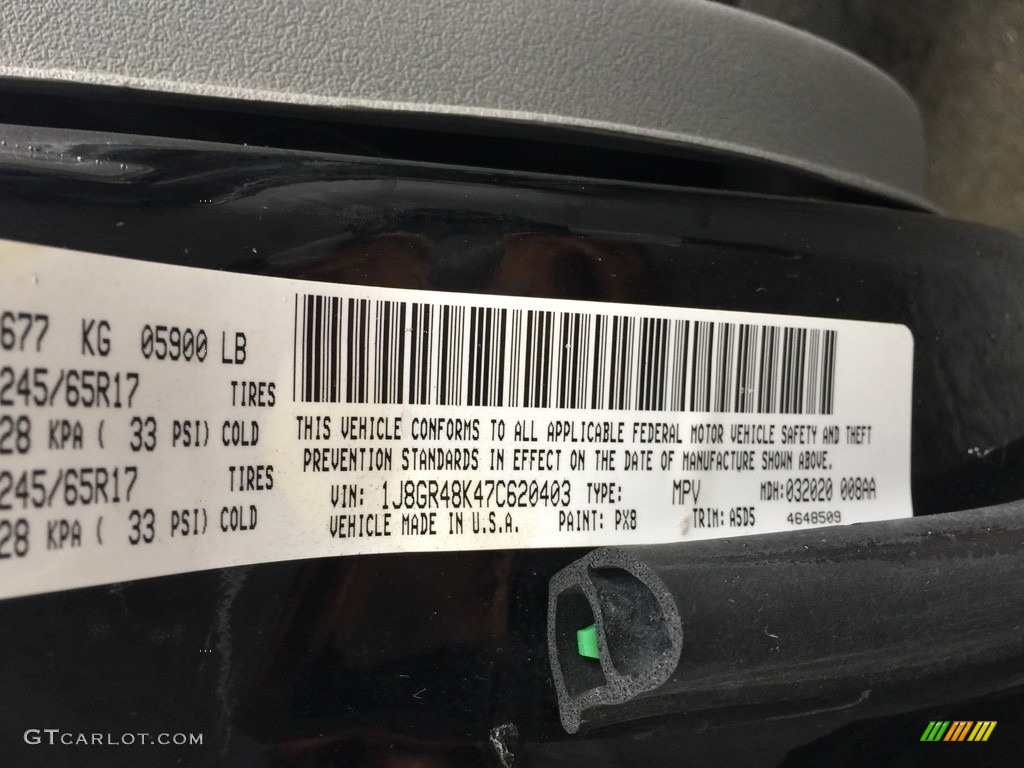 677 KG 05900 LB
245/65R17 TIRES
28 KPA ( 33 PSI) COLD
245/65R17 TIRES
28 KPA ( 33 PSI) COLD
THIS VEHICLE CONFORMS TO ALL APPLICABLE FEDERAL MOTOR VEHICLE SAFETY AND THEFT
PREVENTION STANDARDS IN EFFECT ON THE DATE OF MANUFACTURE SHOWN ABOVE.
VIN: 1J8GR48K47C620403 TYPE: MPV MDH:032020 008AA
VEHICLE MADE IN U.S.A. PAINT: PX8 TRIM: A5D5 4648509
GTCARLOT.COM